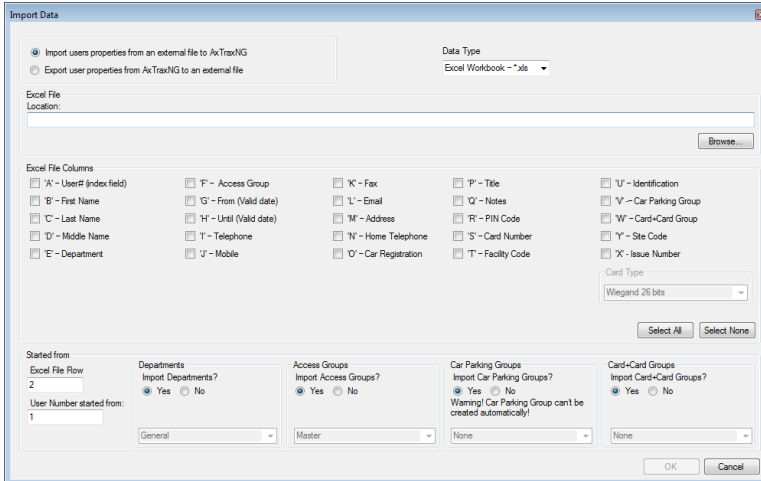 Import Data
Import users properties from an external file to AxTraxNG
Export user properties from AxTraxNG to an external file
Data Type
Excel Workbook - *.xls
Excel File
Location:
Browse...
Excel File Columns
'A' - User# (index field)
'F' - Access Group
'K' - Fax
'P' - Title
'U' - Identification
'B' - First Name
'G' - From (Valid date)
'L' - Email
'Q' - Notes
'V' -- Car Parking Group
'C' - Last Name
'H' - Until (Valid date)
'M' - Address
'R' - PIN Code
'W' - Card+Card Group
'D' - Middle Name
'I' - Telephone
'N' - Home Telephone
'S' - Card Number
'Y' - Site Code
'E' - Department
'J' - Mobile
'O' - Car Registration
'T' - Facility Code
'X' - Issue Number
Card Type
Wiegand 26 bits
Select All
Select None
Started from
Excel File Row
2
User Number started from:
1
Departments
Import Departments?
Yes No
General
Access Groups
Import Access Groups?
Yes No
Master
Car Parking Groups
Import Car Parking Groups?
Yes No
Warning! Car Parking Group can't be
created automatically!
None
Card+Card Groups
Import Card+Card Groups?
Yes No
None
OK
Cancel